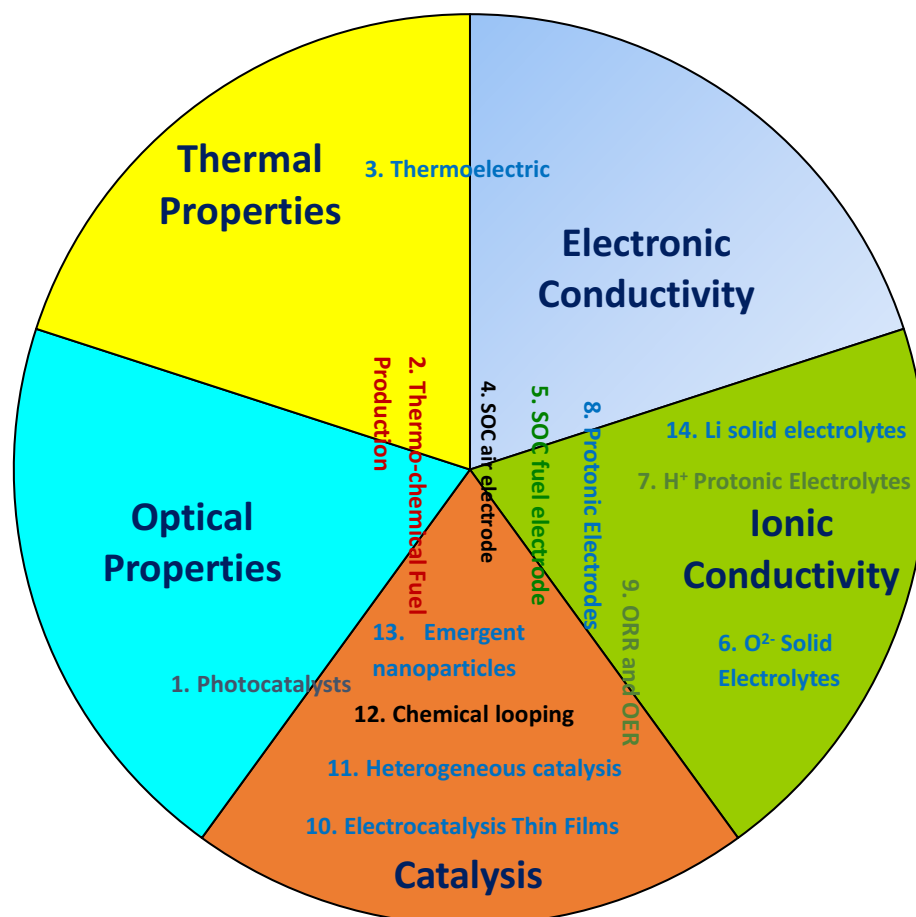 Thermal
Properties
3. Thermoelectric
Electronic
Conductivity
2. Thermo-chemical Fuel
Production
4. SOC air electrode
5. SOC fuel electrode
8. Protonic Electrodes
14. Li solid electrolytes
7. H⁺ Protonic Electrolytes
Ionic
Conductivity
9. ORR and OER
6. O²⁻ Solid
Electrolytes
Optical
Properties
1. Photocatalysts
13. Emergent
nanoparticles
12. Chemical looping
11. Heterogeneous catalysis
10. Electrocatalysis Thin Films
Catalysis